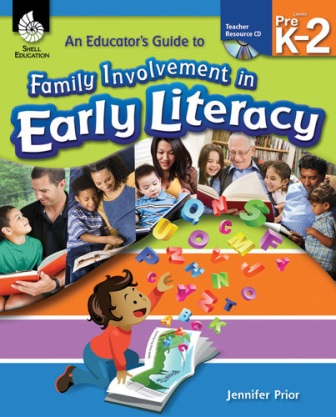 SHELL
EDUCATION
Teacher
Resource CD
Levels
Pre
K–2
An Educator's Guide to
Family Involvement in
Early Literacy
Jennifer Prior